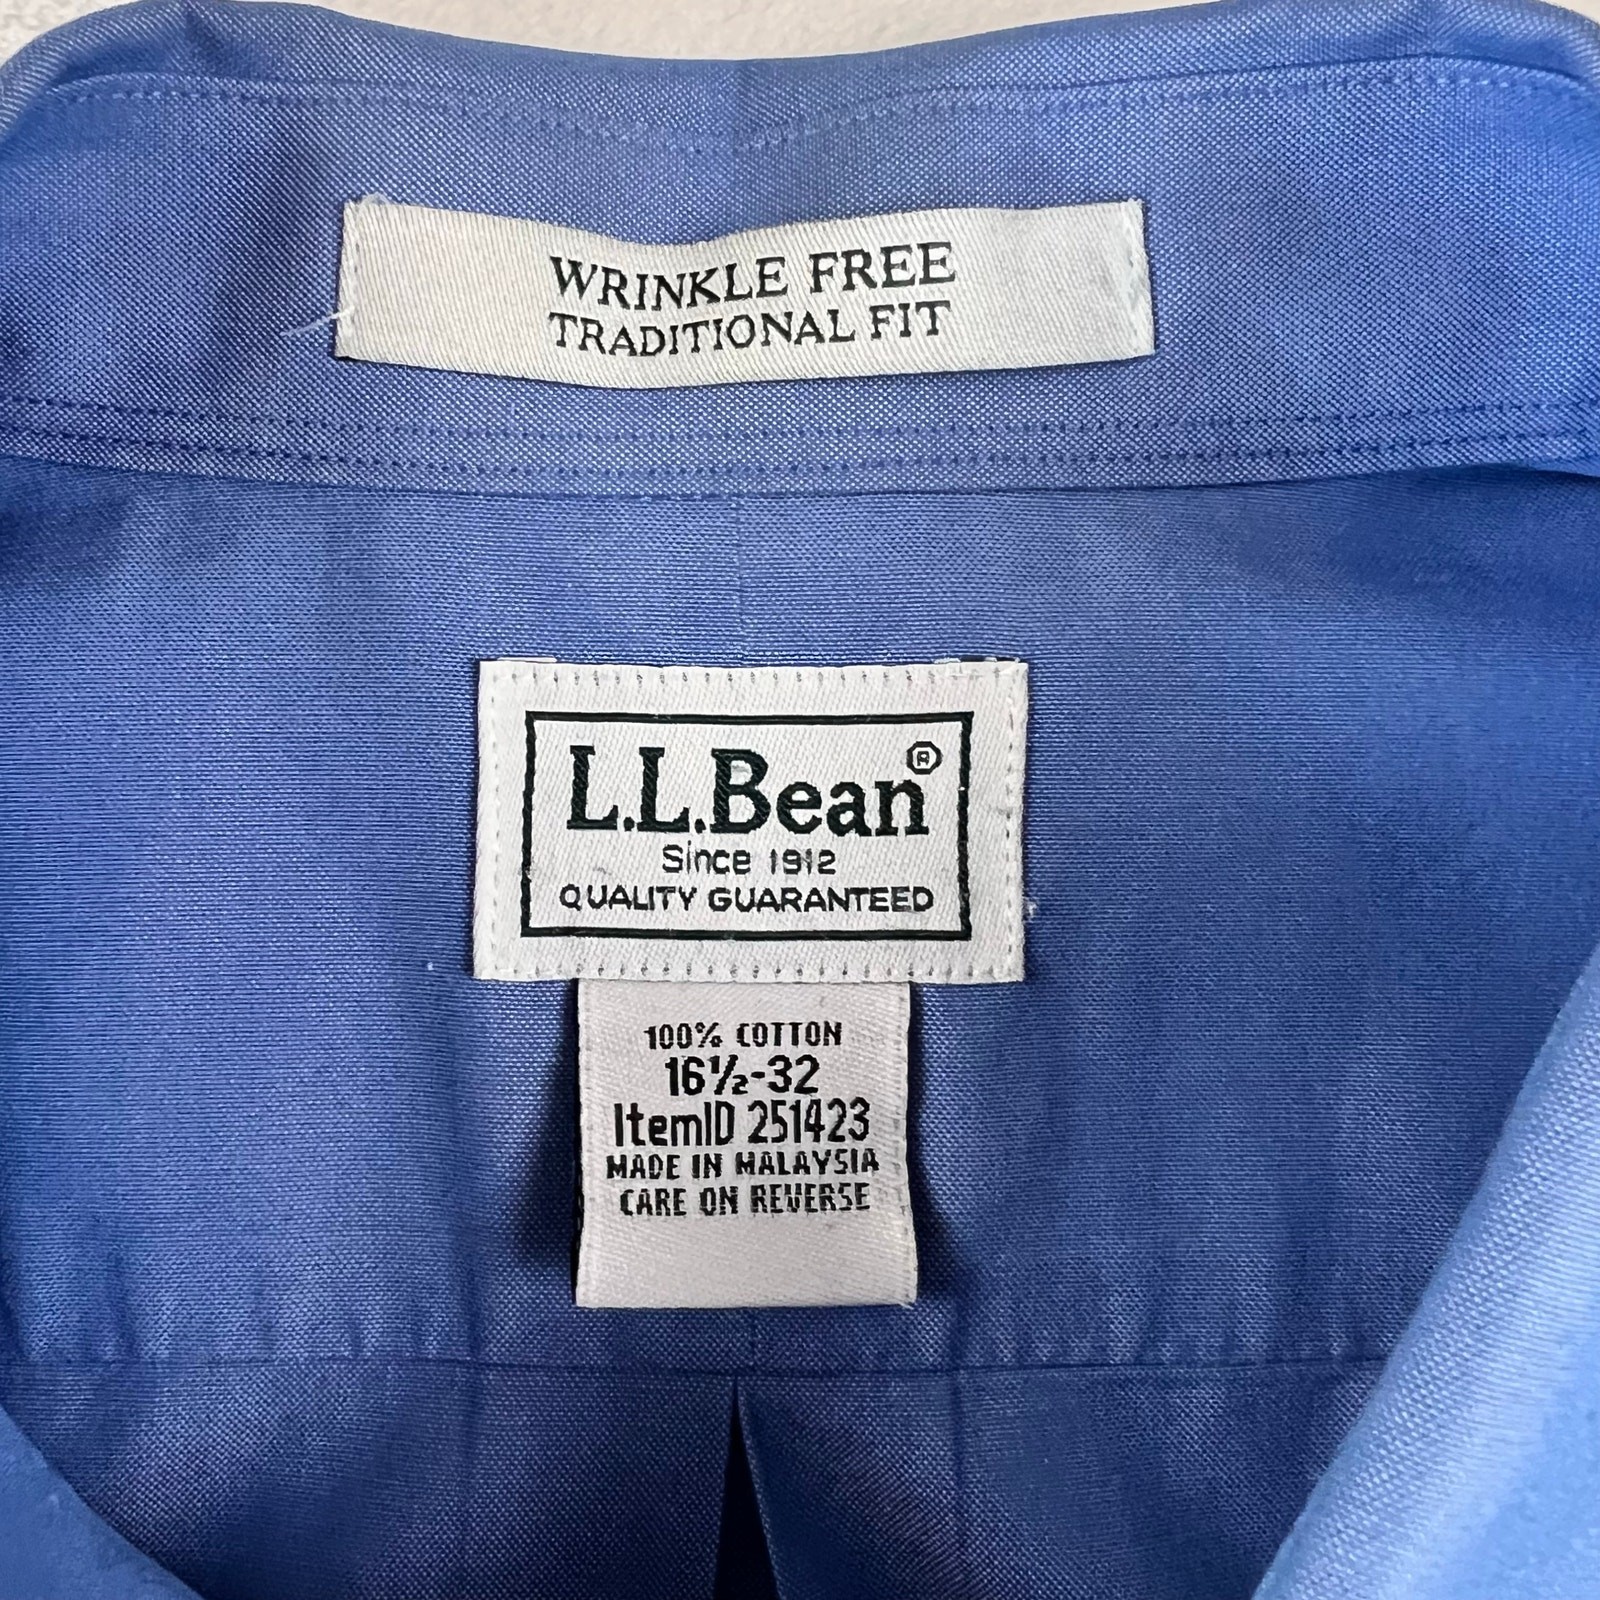 WRINKLE FREE
TRADITIONAL FIT
L.L.Bean®
Since 1912
QUALITY GUARANTEED
100% COTTON
16½-32
ItemID 251423
MADE IN MALAYSIA
CARE ON REVERSE